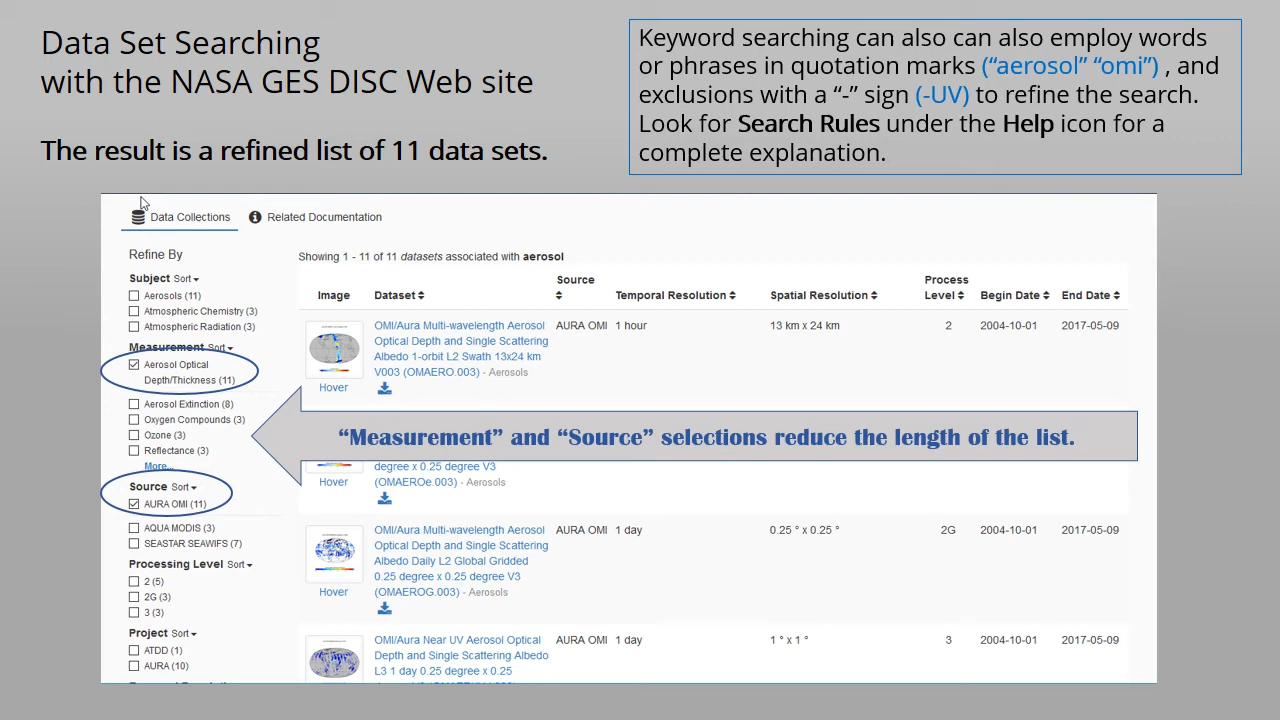 Data Set Searching
with the NASA GES DISC Web site
The result is a refined list of 11 data sets.
Keyword searching can also can also employ words
or phrases in quotation marks (“aerosol” “omi”) , and
exclusions with a “-” sign (-UV) to refine the search.
Look for Search Rules under the Help icon for a
complete explanation.
Data Collections
Related Documentation
Refine By
Subject Sort
Aerosols (11)
Atmospheric Chemistry (3)
Atmospheric Radiation (3)
Measurement Sort
Aerosol Optical
Depth/Thickness (11)
Aerosol Extinction (8)
Oxygen Compounds (3)
Ozone (3)
Reflectance (3)
More...
Source Sort
AURA OMI (11)
AQUA MODIS (3)
SEASTAR SEAWIFS (7)
Processing Level Sort
2 (5)
2G (3)
3 (3)
Project Sort
ATDD (1)
AURA (10)
Showing 1 - 11 of 11 datasets associated with aerosol
Image Dataset Source Temporal Resolution Spatial Resolution Process Level Begin Date End Date
OMI/Aura Multi-wavelength Aerosol AURA OMI 1 hour 13 km x 24 km 2 2004-10-01 2017-05-09
Optical Depth and Single Scattering
Albedo 1-orbit L2 Swath 13x24 km
V003 (OMAERO.003) - Aerosols
Hover
“Measurement” and “Source” selections reduce the length of the list.
degree x 0.25 degree V3
(OMAEROe.003) - Aerosols
Hover
OMI/Aura Multi-wavelength Aerosol AURA OMI 1 day 0.25 ° x 0.25 ° 2G 2004-10-01 2017-05-09
Optical Depth and Single Scattering
Albedo Daily L2 Global Gridded
0.25 degree x 0.25 degree V3
(OMAEROG.003) - Aerosols
Hover
OMI/Aura Near UV Aerosol Optical AURA OMI 1 day 1 ° x 1 ° 3 2004-10-01 2017-05-09
Depth and Single Scattering Albedo
L3 1 day 0.25 degree x 0.25